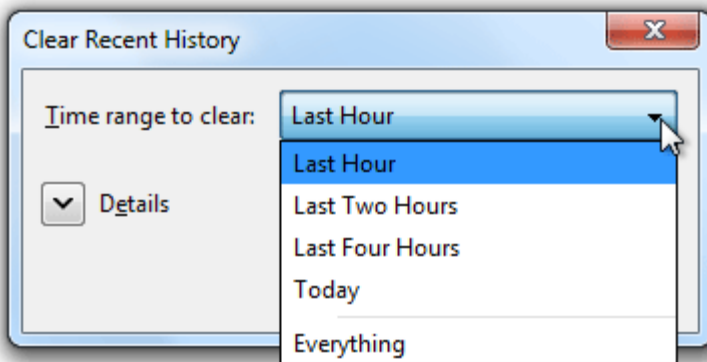 Clear Recent History
Time range to clear: Last Hour
Last Hour
Last Two Hours
Details
Last Four Hours
Today
Everything